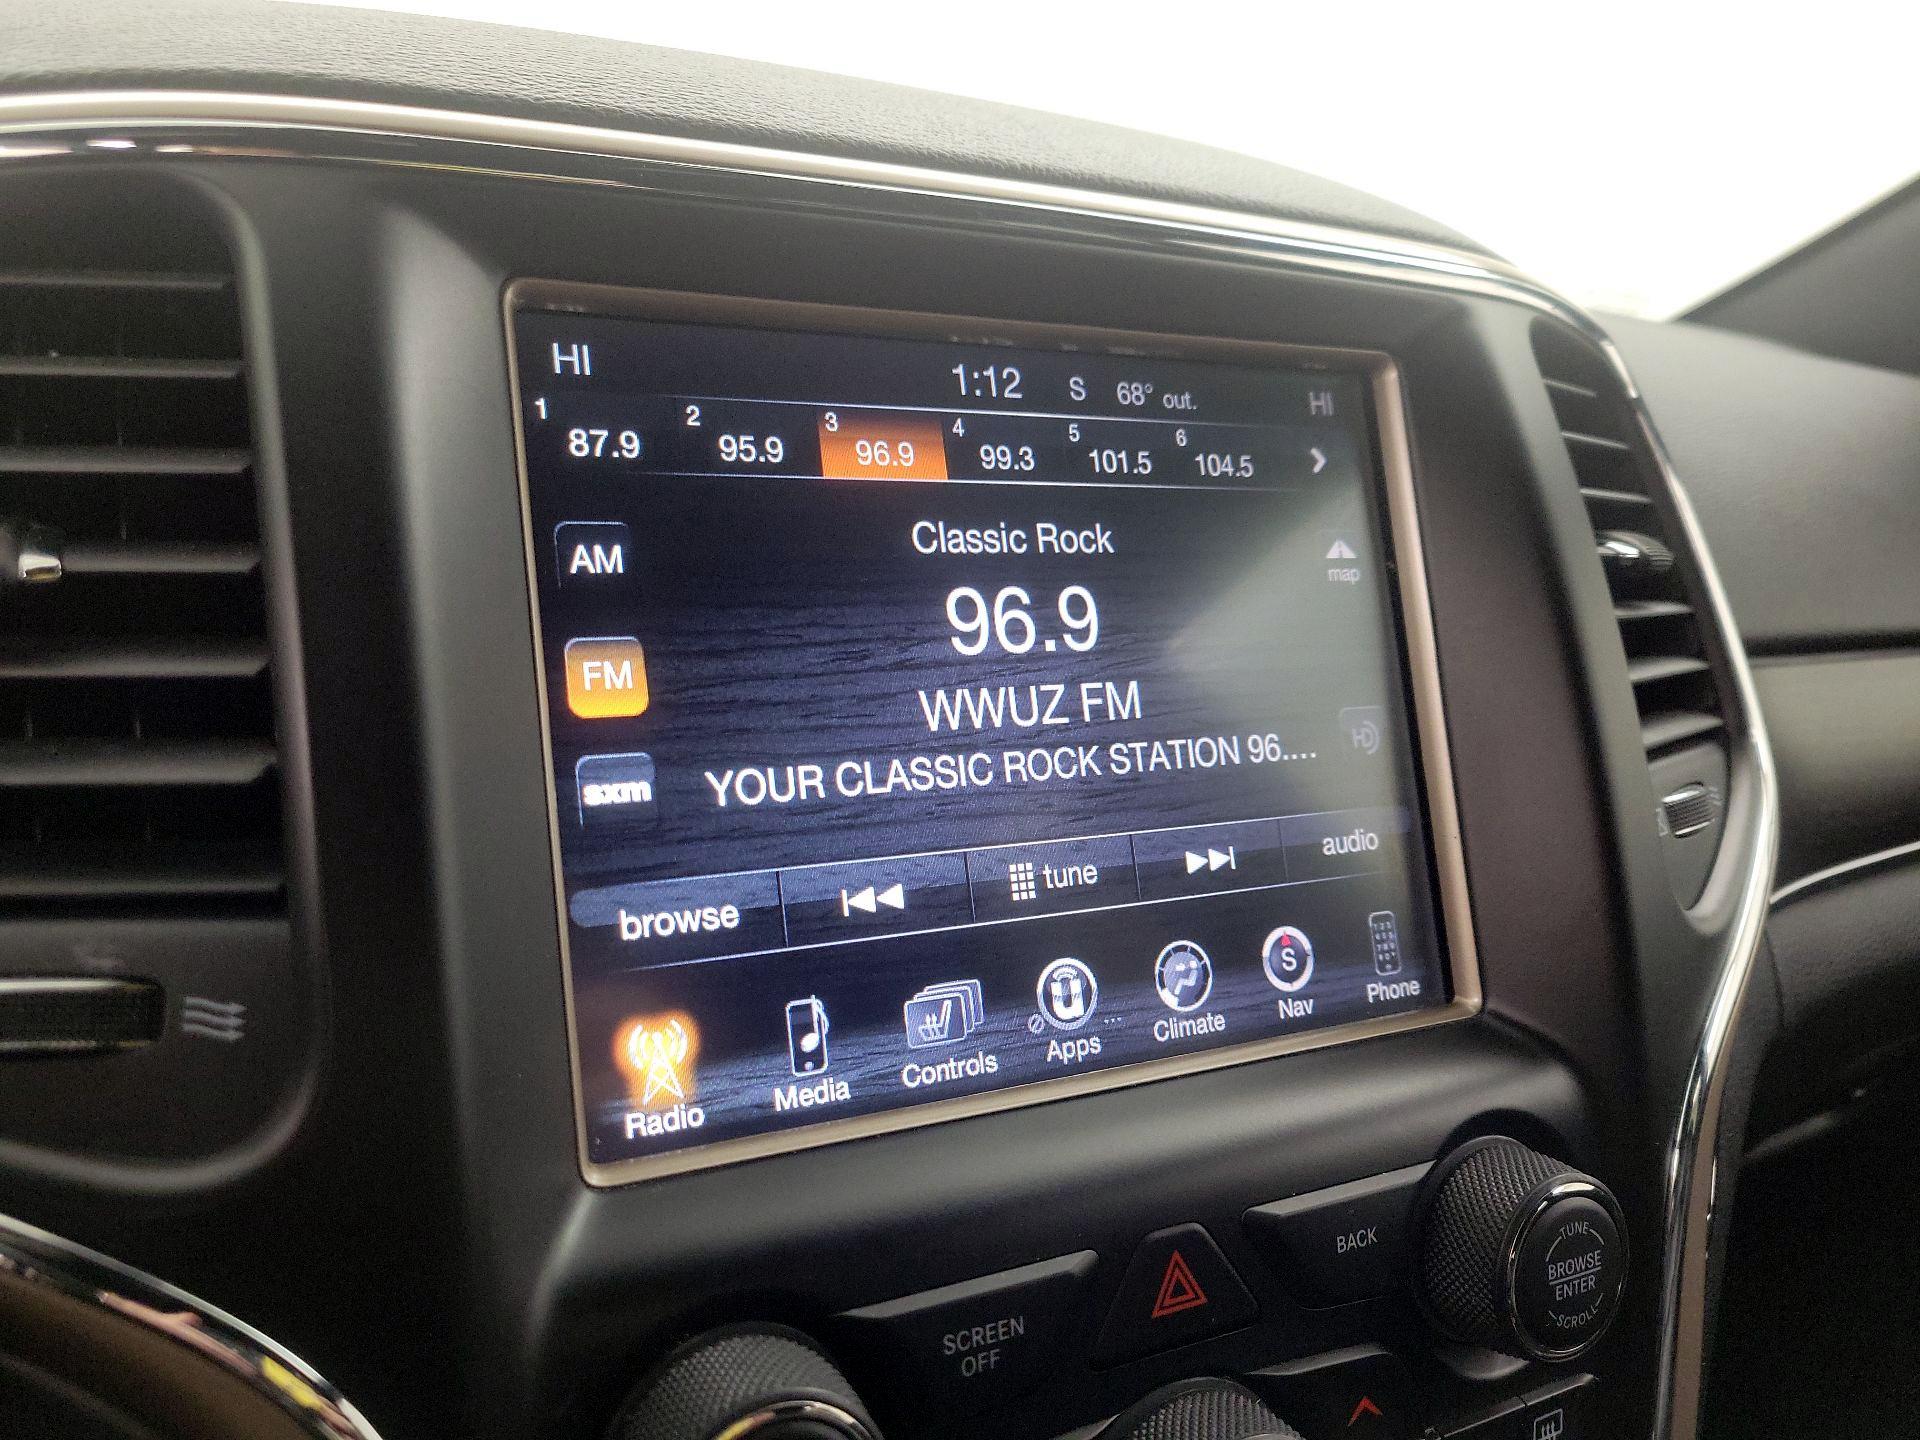 HI 1:12 S 68° out. HI
1 87.9 2 95.9 3 96.9 4 99.3 5 101.5 6 104.5
Classic Rock
AM
map
96.9
FM
WWUZ FM
HD
YOUR CLASSIC ROCK STATION 96....
sxm
browse tune audio
Radio Media Controls Apps ... Climate S Nav Phone
SCREEN
OFF
BACK
TUNE
BROWSE
ENTER
SCROLL